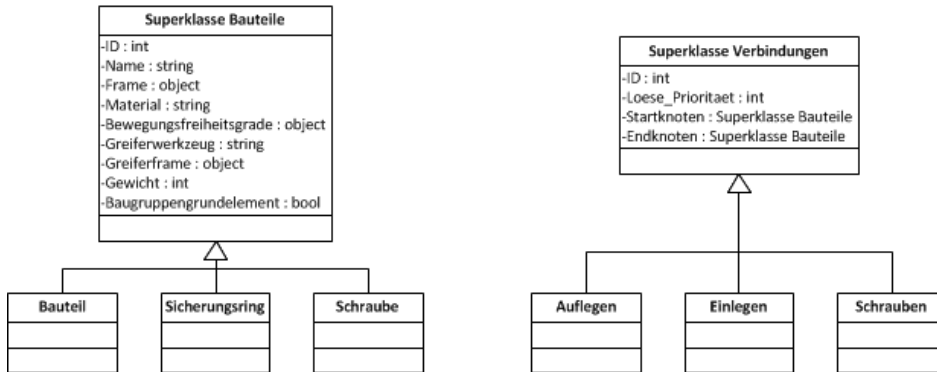 Superklasse Bauteile
-ID : int
-Name : string
-Frame : object
-Material : string
-Bewegungsfreiheitsgrade : object
-Greiferwerkzeug : string
-Greiferframe : object
-Gewicht : int
-Baugruppengrundelement : bool
Bauteil
Sicherungsring
Schraube
Superklasse Verbindungen
-ID : int
-Loese_Prioritaet : int
-Startknoten : Superklasse Bauteile
-Endknoten : Superklasse Bauteile
Auflegen
Einlegen
Schrauben